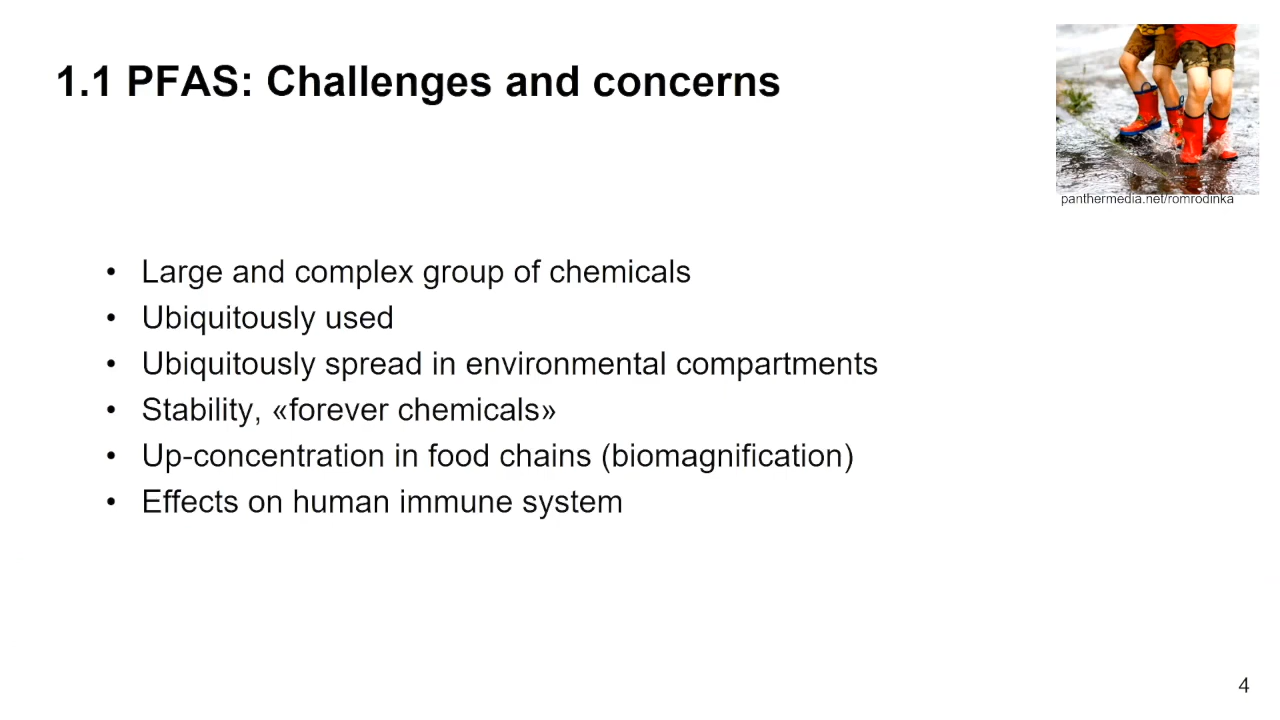 1.1 PFAS: Challenges and concerns
panthermedia.net/romrodinka
• Large and complex group of chemicals
• Ubiquitously used
• Ubiquitously spread in environmental compartments
• Stability, «forever chemicals»
• Up-concentration in food chains (biomagnification)
• Effects on human immune system
4